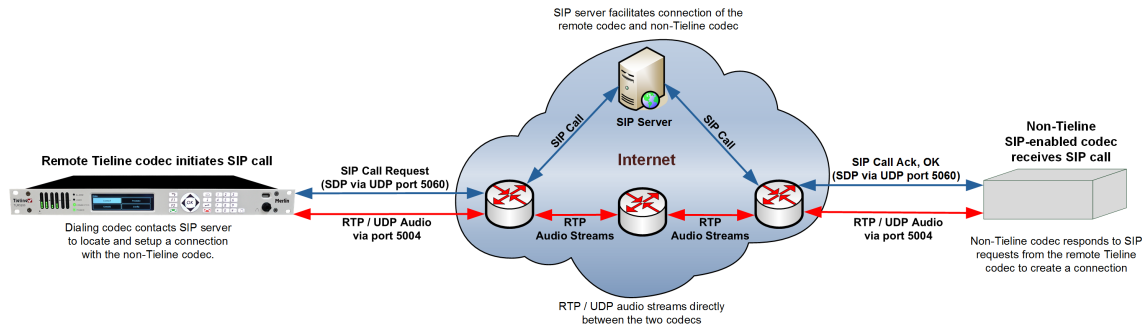 SIP server facilitates connection of the
remote codec and non-Tieline codec
SIP Server
SIP Call
SIP Call
Internet
Remote Tieline codec initiates SIP call
Tieline
Merlin
OK
Dialing codec contacts SIP server
to locate and setup a connection
with the non-Tieline codec.
SIP Call Request
(SDP via UDP port 5060)
RTP / UDP Audio
via port 5004
RTP
Audio Streams
RTP
Audio Streams
SIP Call Ack, OK
(SDP via UDP port 5060)
RTP / UDP Audio
via port 5004
Non-Tieline
SIP-enabled codec
receives SIP call
Non-Tieline codec responds to SIP
requests from the remote Tieline
codec to create a connection
RTP / UDP audio streams directly
between the two codecs